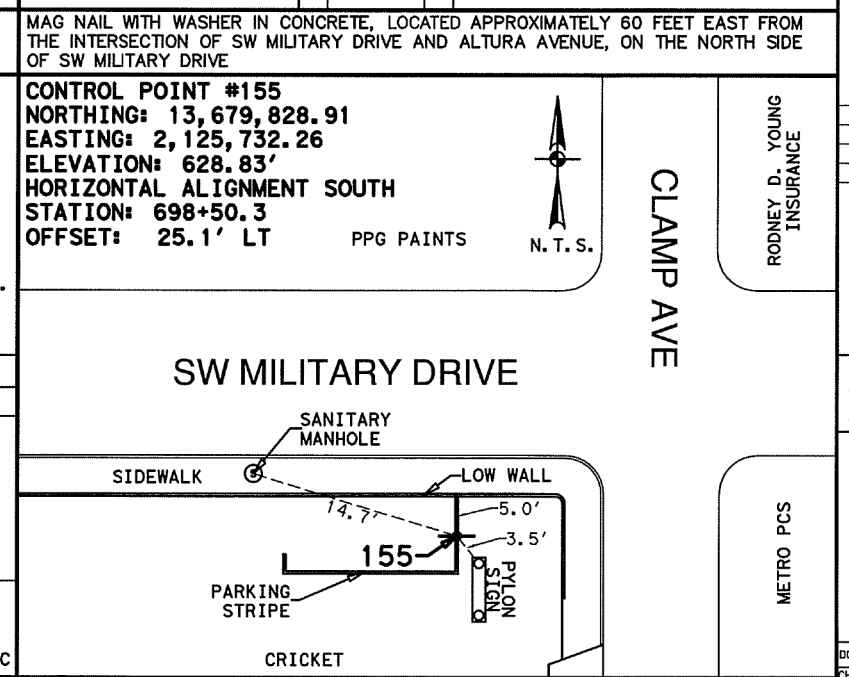 MAG NAIL WITH WASHER IN CONCRETE, LOCATED APPROXIMATELY 60 FEET EAST FROM
THE INTERSECTION OF SW MILITARY DRIVE AND ALTURA AVENUE, ON THE NORTH SIDE
OF SW MILITARY DRIVE
CONTROL POINT #155
NORTHING: 13,679,828.91
EASTING: 2,125,732.26
ELEVATION: 628.83'
HORIZONTAL ALIGNMENT SOUTH
STATION: 698+50.3
OFFSET: 25.1' LT
PPG PAINTS
N.T.S.
CLAMP AVE
RODNEY D. YOUNG
INSURANCE
SW MILITARY DRIVE
SANITARY
MANHOLE
SIDEWALK
LOW WALL
14.7'
5.0'
3.5'
155
PYLON
SIGN
PARKING
STRIPE
METRO PCS
CRICKET